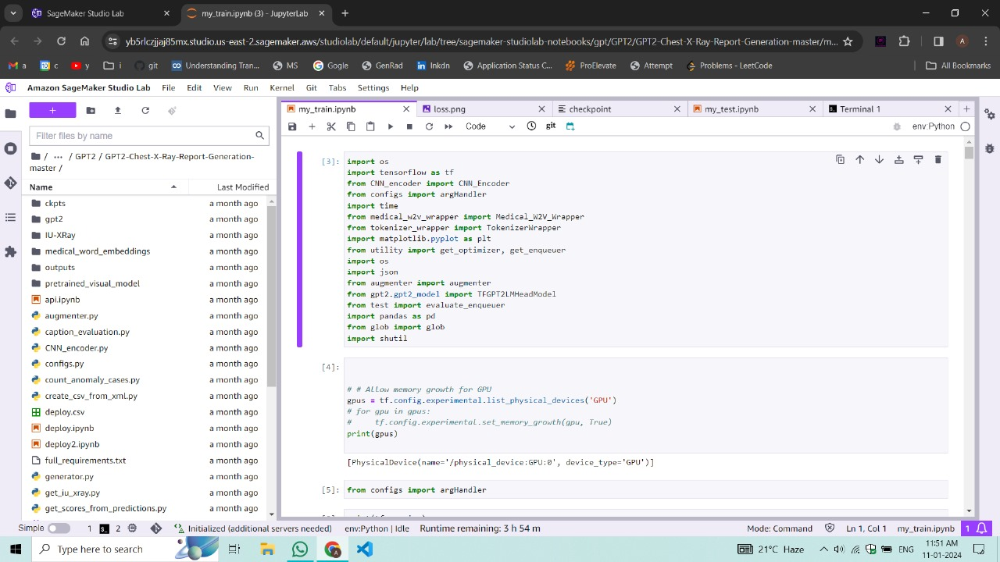 SageMaker Studio Lab
my_train.ipynb (3) - JupyterLab
yb5rlczjjaj85mx.studio.us-east-2.sagemaker.aws/studiolab/default/jupyter/lab/tree/sagemaker-studiolab-notebooks/gpt/GPT2/GPT2-Chest-X-Ray-Report-Generation-master/m...
A
a
i
git
Understanding Tran...
MS
Gogle
GenRad
lnkdn
Application Status C...
ProElevate
Attempt
Problems - LeetCode
All Bookmarks
Amazon SageMaker Studio Lab
File
Edit
View
Run
Kernel
Git
Tabs
Settings
Help
my_train.ipynb
loss.png
checkpoint
my_test.ipynb
Terminal 1
Code
git
env:Python
Filter files by name
/ ... / GPT2 / GPT2-Chest-X-Ray-Report-Generation-
master /
Name
Last Modified
ckpts a month ago
gpt2 a month ago
IU-XRay a month ago
medical_word_embeddings a month ago
outputs a month ago
pretrained_visual_model a month ago
api.ipynb a month ago
augmenter.py a month ago
caption_evaluation.py a month ago
CNN_encoder.py a month ago
configs.py a month ago
count_anomaly_cases.py a month ago
create_csv_from_xml.py a month ago
deploy.csv a month ago
deploy.ipynb a month ago
deploy2.ipynb a month ago
full_requirements.txt a month ago
generator.py a month ago
get_iu_xray.py a month ago
get_scores_from_predictions.py a month ago
[3]:
import os
import tensorflow as tf
from CNN_encoder import CNN_Encoder
from configs import argHandler
import time
from medical_w2v_wrapper import Medical_W2V_Wrapper
from tokenizer_wrapper import TokenizerWrapper
import matplotlib.pyplot as plt
from utility import get_optimizer, get_enqueuer
import os
import json
from augmenter import augmenter
from gpt2.gpt2_model import TFGPT2LMHeadModel
from test import evaluate_enqueuer
import pandas as pd
from glob import glob
import shutil
[4]:
# # Allow memory growth for GPU
gpus = tf.config.experimental.list_physical_devices('GPU')
# for gpu in gpus:
#     tf.config.experimental.set_memory_growth(gpu, True)
print(gpus)
[PhysicalDevice(name='/physical_device:GPU:0', device_type='GPU')]
[5]:
from configs import argHandler
Simple
1
2
Initialized (additional servers needed)
env:Python | Idle
Runtime remaining: 3 h 54 m
Mode: Command
Ln 1, Col 1
my_train.ipynb
1
Type here to search
21°C Haze
ENG
11:51 AM
11-01-2024